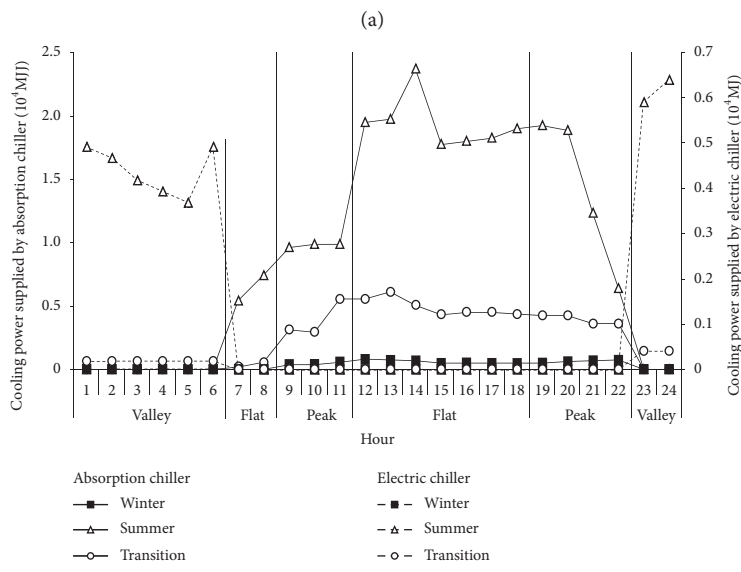 (a)
Cooling power supplied by absorption chiller (10⁴MJJ)
2.5
2.0
1.5
1.0
0.5
0
Cooling power supplied by electric chiller (10⁴MJ)
0.7
0.6
0.5
0.4
0.3
0.2
0.1
0
1 2 3 4 5 6 7 8 9 10 11 12 13 14 15 16 17 18 19 20 21 22 23 24
Valley Flat Peak Flat Peak Valley
Hour
Absorption chiller
Winter
Summer
Transition
Electric chiller
Winter
Summer
Transition